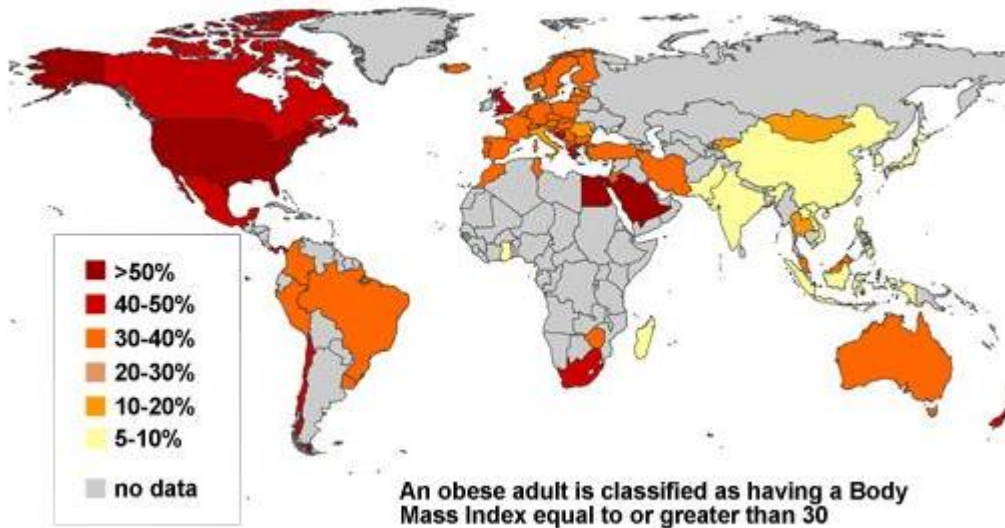 >50%
40-50%
30-40%
20-30%
10-20%
5-10%
no data
An obese adult is classified as having a Body
Mass Index equal to or greater than 30